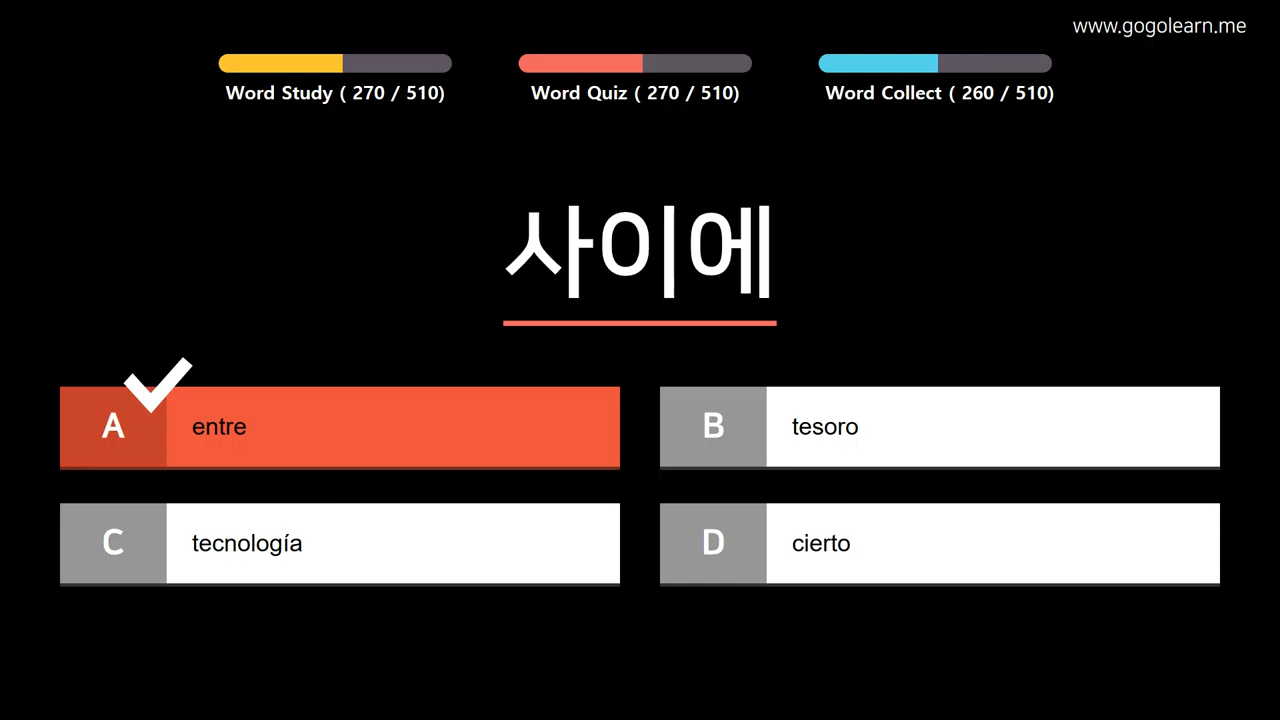 www.gogolearn.me
Word Study ( 270 / 510)
Word Quiz ( 270 / 510)
Word Collect ( 260 / 510)
사이에
A entre
B tesoro
C tecnología
D cierto